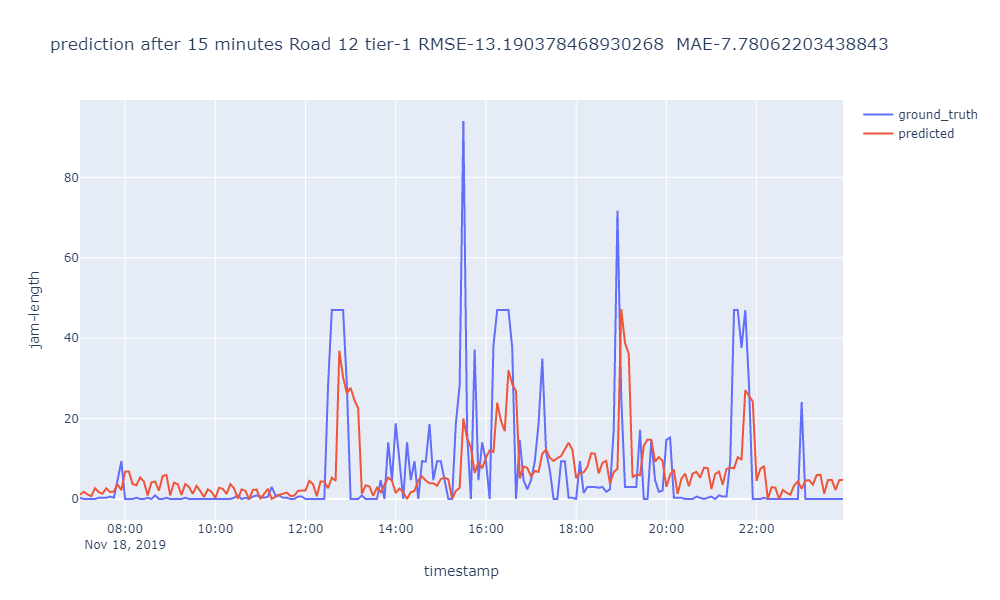 prediction after 15 minutes Road 12 tier-1 RMSE-13.190378468930268  MAE-7.78062203438843
ground_truth
predicted
80
60
40
20
0
jam-length
08:00 10:00 12:00 14:00 16:00 18:00 20:00 22:00
Nov 18, 2019
timestamp